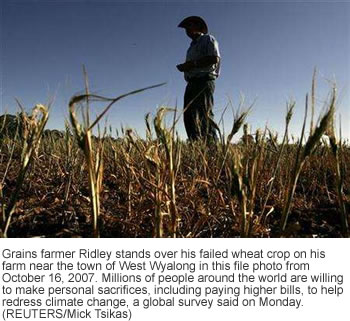 Grains farmer Ridley stands over his failed wheat crop on his
farm near the town of West Wyalong in this file photo from
October 16, 2007. Millions of people around the world are willing
to make personal sacrifices, including paying higher bills, to help
redress climate change, a global survey said on Monday.
(REUTERS/Mick Tsikas)